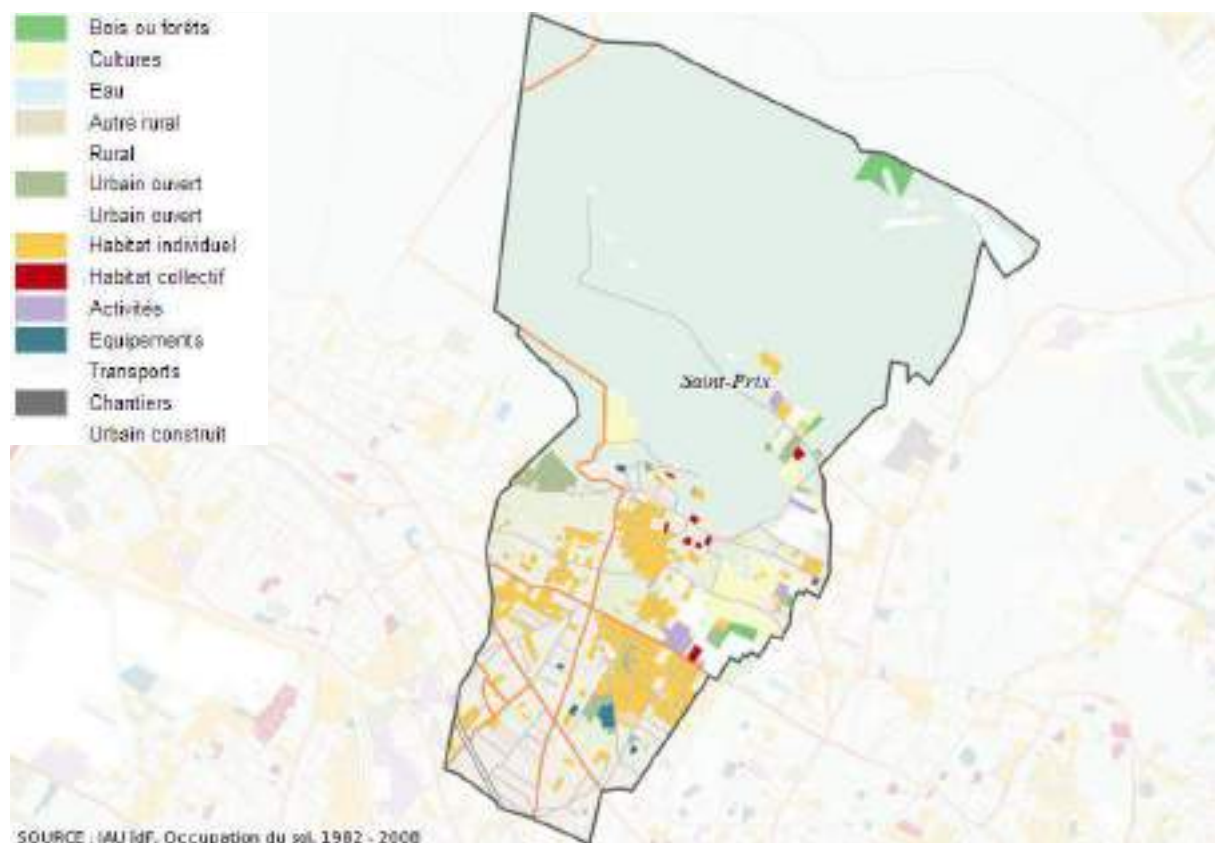 Bois ou forêts
Cultures
Eau
Autre rural
Rural
Urbain ouvert
Urbain ouvert
Habitat individuel
Habitat collectif
Activités
Equipements
Transports
Chantiers
Urbain construit
Saint-Prix
SOURCE : IAU îdF, Occupation du sol, 1982 - 2008